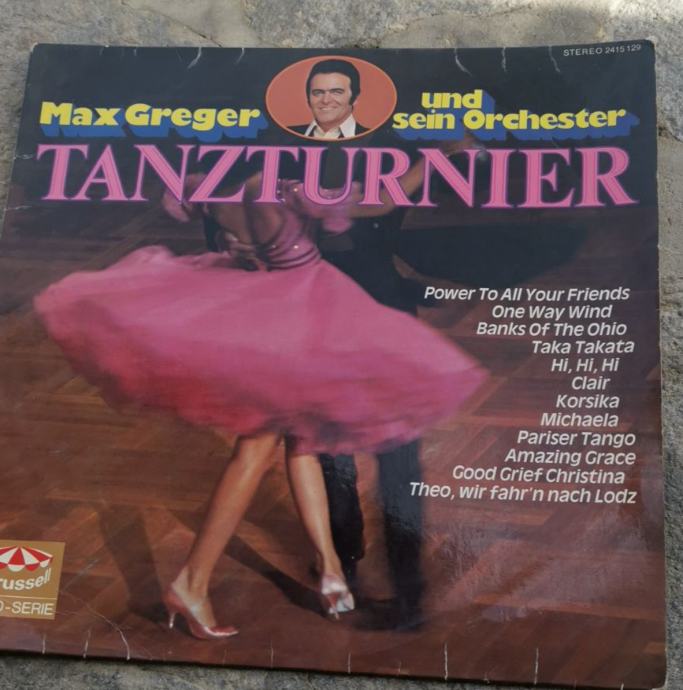 STEREO 2415 129
Max Greger
und
sein Orchester
TANZTURNIER
Power To All Your Friends
One Way Wind
Banks Of The Ohio
Taka Takata
Hi, Hi, Hi
Clair
Korsika
Michaela
Pariser Tango
Amazing Grace
Good Grief Christina
Theo, wir fahr'n nach Lodz
russell
-SERIE